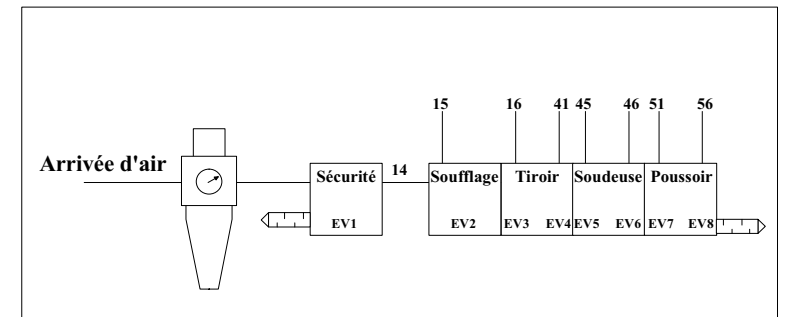 15 16 41 45 46 51 56
Arrivée d'air
Sécurité 14 Soufflage Tiroir Soudeuse Poussoir
EV1 EV2 EV3 EV4 EV5 EV6 EV7 EV8